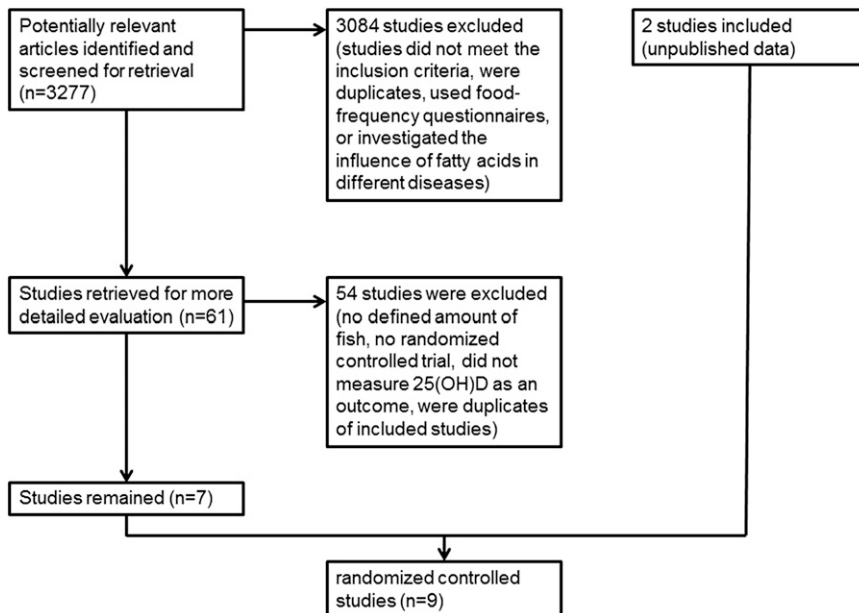 Potentially relevant
articles identified and
screened for retrieval
(n=3277)
3084 studies excluded
(studies did not meet the
inclusion criteria, were
duplicates, used food-
frequency questionnaires,
or investigated the
influence of fatty acids in
different diseases)
2 studies included
(unpublished data)
Studies retrieved for more
detailed evaluation (n=61)
54 studies were excluded
(no defined amount of
fish, no randomized
controlled trial, did not
measure 25(OH)D as an
outcome, were duplicates
of included studies)
Studies remained (n=7)
randomized controlled
studies (n=9)